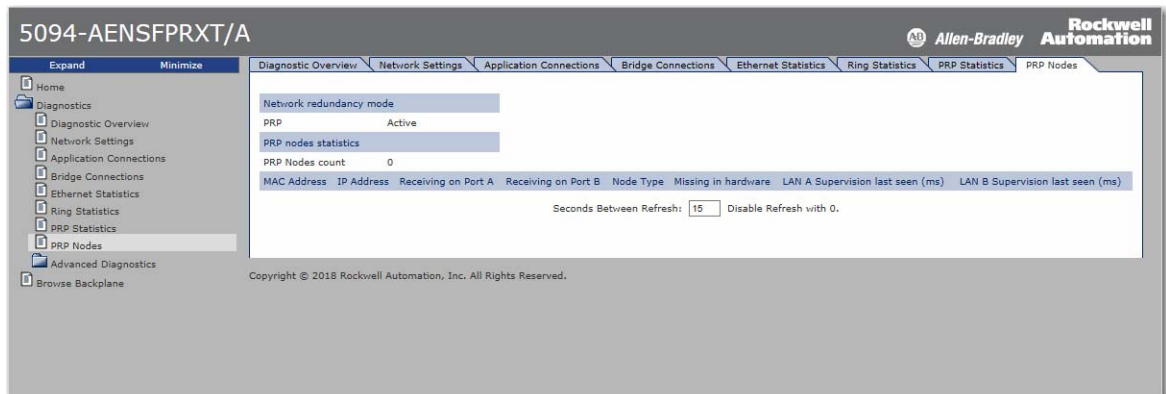 5094-AENSFPRXT/A
AB Allen-Bradley
Rockwell
Automation
Expand Minimize
Home
Diagnostics
Diagnostic Overview
Network Settings
Application Connections
Bridge Connections
Ethernet Statistics
Ring Statistics
PRP Statistics
PRP Nodes
Advanced Diagnostics
Browse Backplane
Diagnostic Overview Network Settings Application Connections Bridge Connections Ethernet Statistics Ring Statistics PRP Statistics PRP Nodes
Network redundancy mode
PRP Active
PRP nodes statistics
PRP Nodes count 0
MAC Address IP Address Receiving on Port A Receiving on Port B Node Type Missing in hardware LAN A Supervision last seen (ms) LAN B Supervision last seen (ms)
Seconds Between Refresh: 15 Disable Refresh with 0.
Copyright © 2018 Rockwell Automation, Inc. All Rights Reserved.